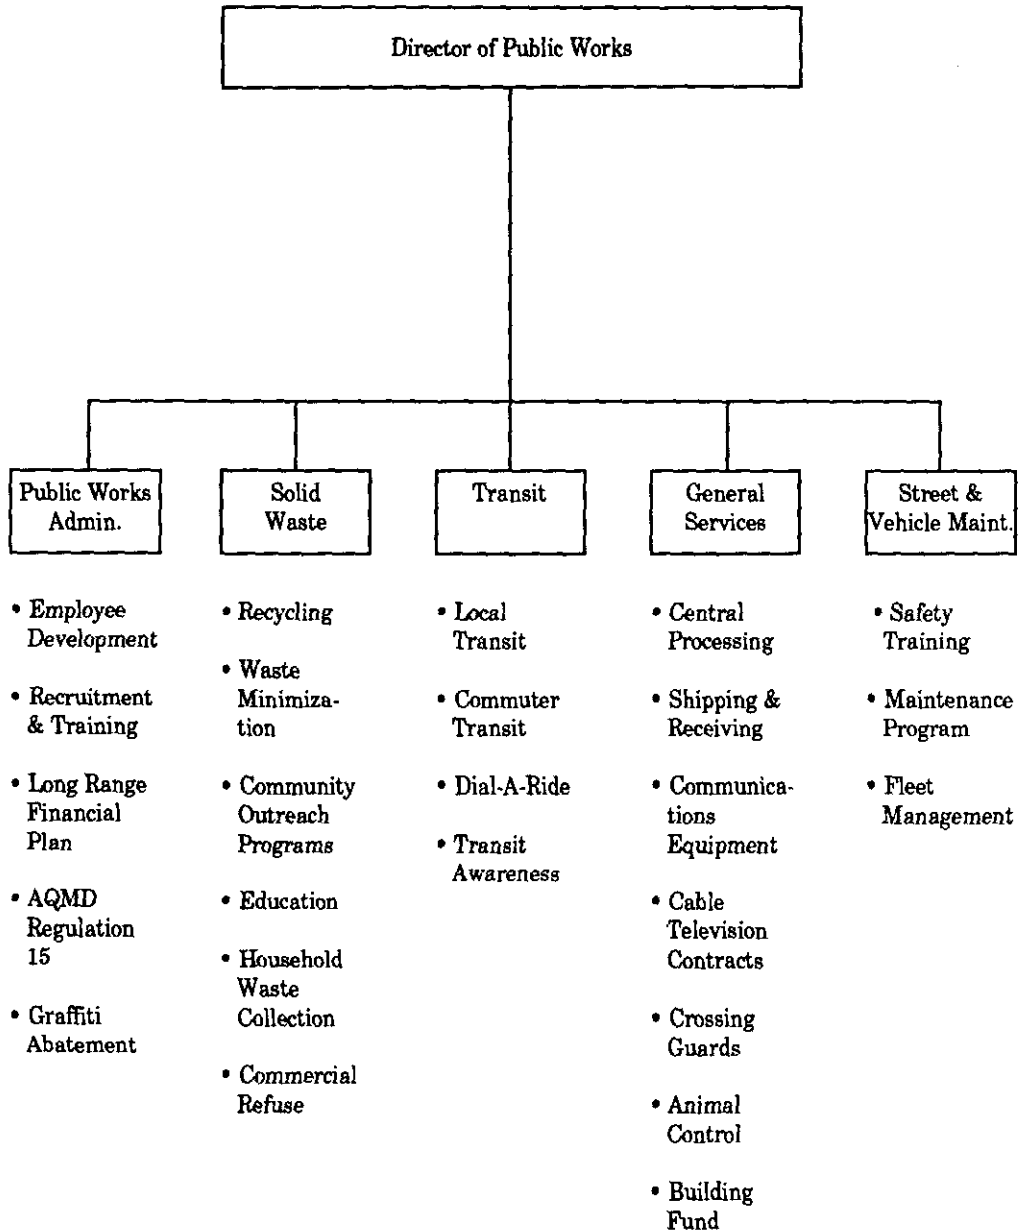 Director of Public Works
Public Works
Admin.
• Employee
Development
• Recruitment
& Training
• Long Range
Financial
Plan
• AQMD
Regulation
15
• Graffiti
Abatement
Solid
Waste
• Recycling
• Waste
Minimiza-
tion
• Community
Outreach
Programs
• Education
• Household
Waste
Collection
• Commercial
Refuse
Transit
• Local
Transit
• Commuter
Transit
• Dial-A-Ride
• Transit
Awareness
General
Services
• Central
Processing
• Shipping &
Receiving
• Communica-
tions
Equipment
• Cable
Television
Contracts
• Crossing
Guards
• Animal
Control
• Building
Fund
Street &
Vehicle Maint.
• Safety
Training
• Maintenance
Program
• Fleet
Management